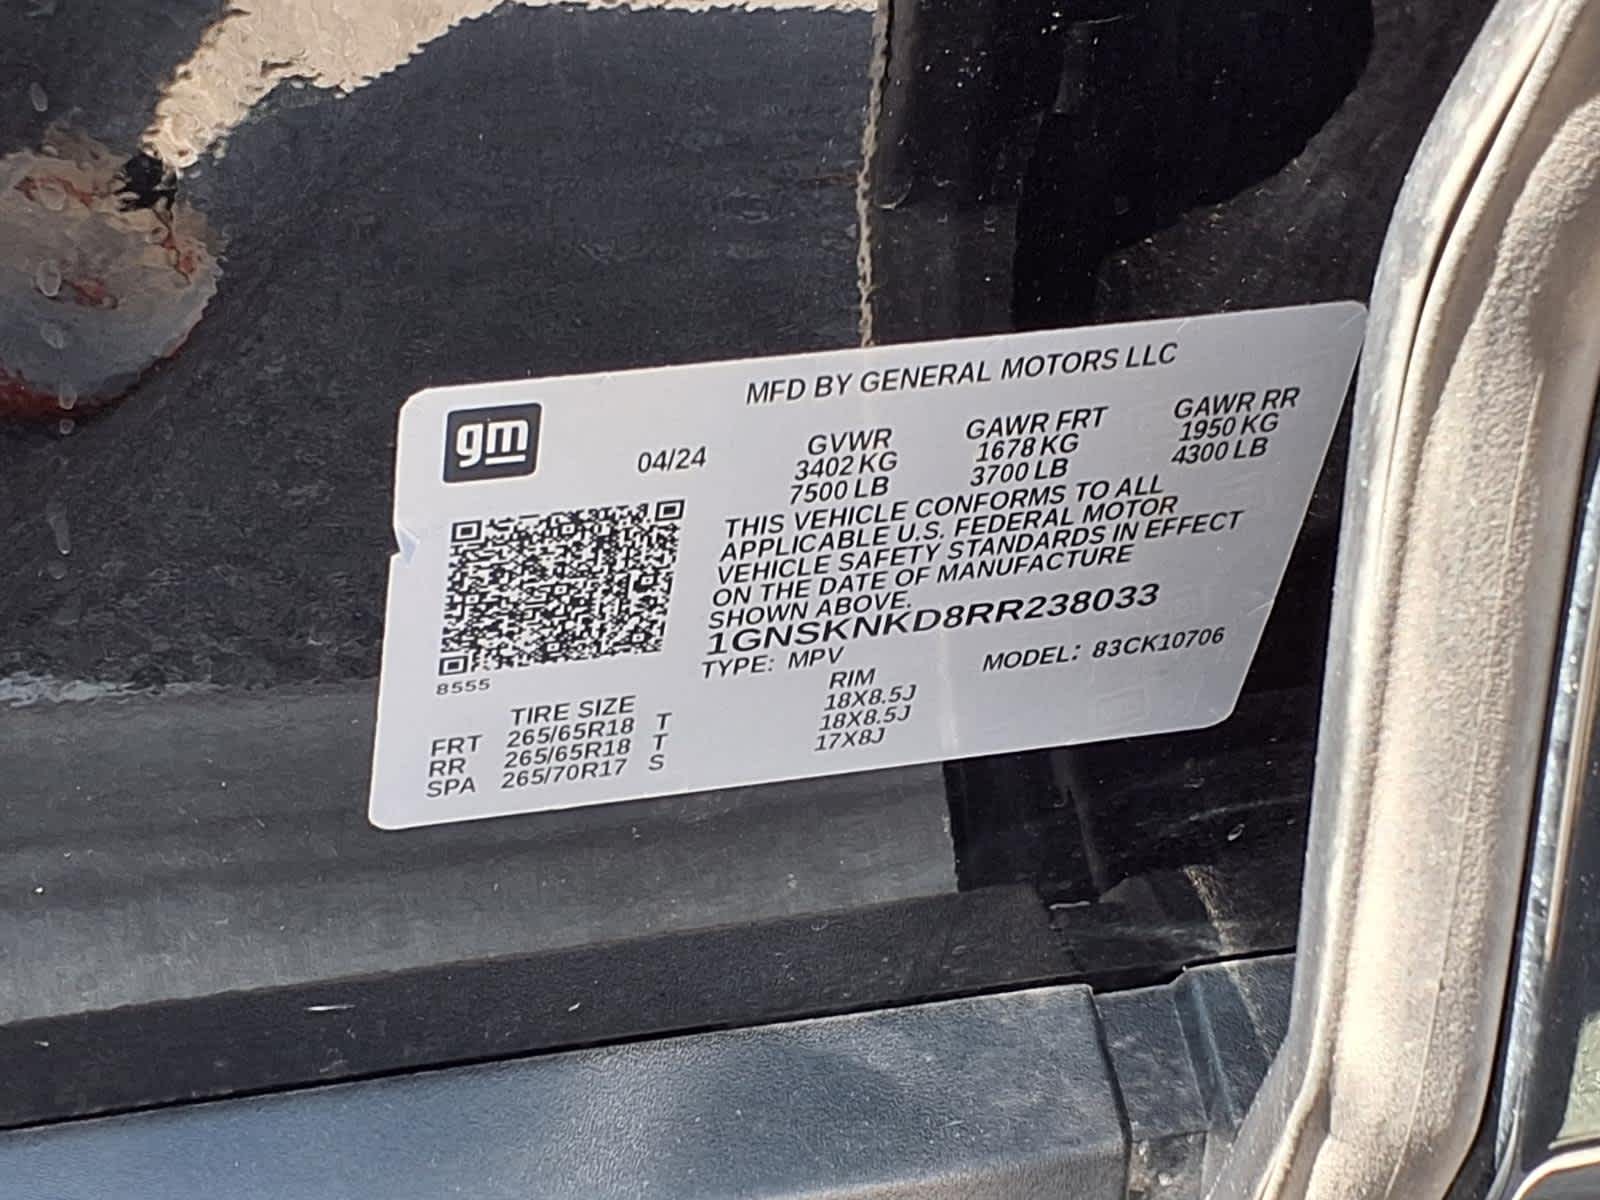 MFD BY GENERAL MOTORS LLC
gm
04/24
GVWR GAWR FRT GAWR RR
3402 KG 1678 KG 1950 KG
7500 LB 3700 LB 4300 LB
THIS VEHICLE CONFORMS TO ALL
APPLICABLE U.S. FEDERAL MOTOR
VEHICLE SAFETY STANDARDS IN EFFECT
ON THE DATE OF MANUFACTURE
SHOWN ABOVE.
1GNSKNKD8RR238033
TYPE: MPV MODEL: 83CK10706
8555
TIRE SIZE RIM
FRT 265/65R18 T 18X8.5J
RR 265/65R18 T 18X8.5J
SPA 265/70R17 S 17X8J